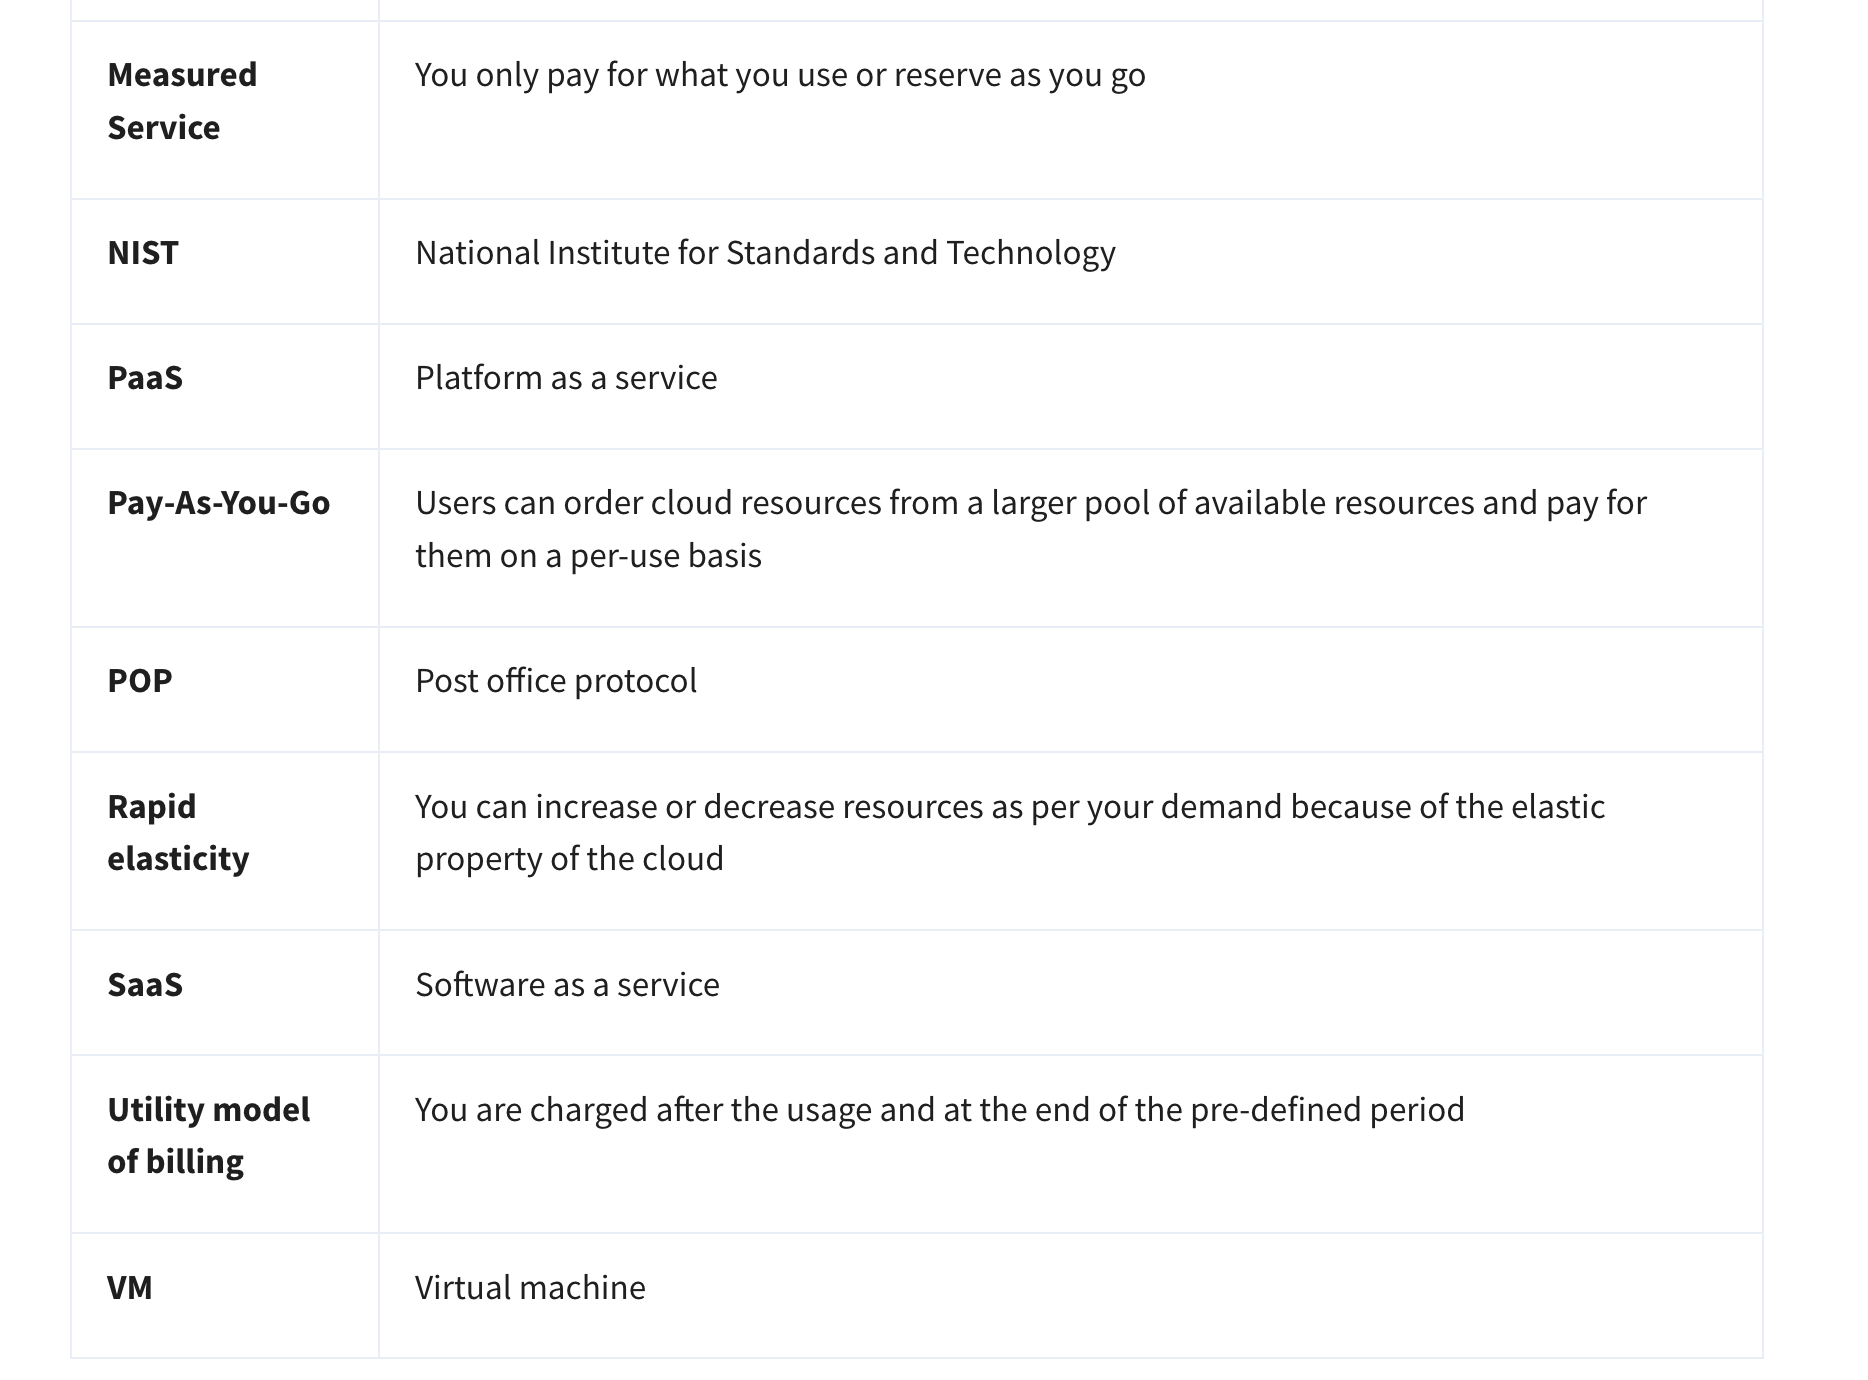 Measured
Service
You only pay for what you use or reserve as you go
NIST
National Institute for Standards and Technology
PaaS
Platform as a service
Pay-As-You-Go
Users can order cloud resources from a larger pool of available resources and pay for
them on a per-use basis
POP
Post office protocol
Rapid
elasticity
You can increase or decrease resources as per your demand because of the elastic
property of the cloud
SaaS
Software as a service
Utility model
of billing
You are charged after the usage and at the end of the pre-defined period
VM
Virtual machine